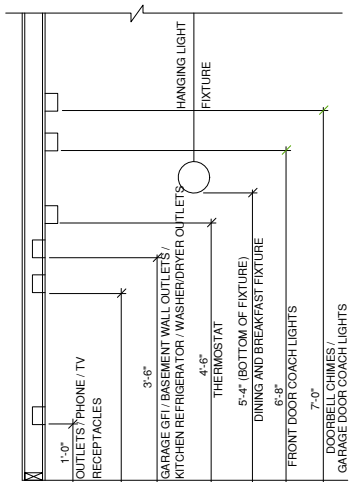 HANGING LIGHT
FIXTURE
1'-0"
OUTLETS / PHONE / TV
RECEPTACLES
3'-6"
GARAGE GFI / BASEMENT WALL OUTLETS /
KITCHEN REFRIGERATOR / WASHER/DRYER OUTLETS
4'-6"
THERMOSTAT
5'-4" (BOTTOM OF FIXTURE)
DINING AND BREAKFAST FIXTURE
6'-8"
FRONT DOOR COACH LIGHTS
7'-0"
DOORBELL CHIMES /
GARAGE DOOR COACH LIGHTS